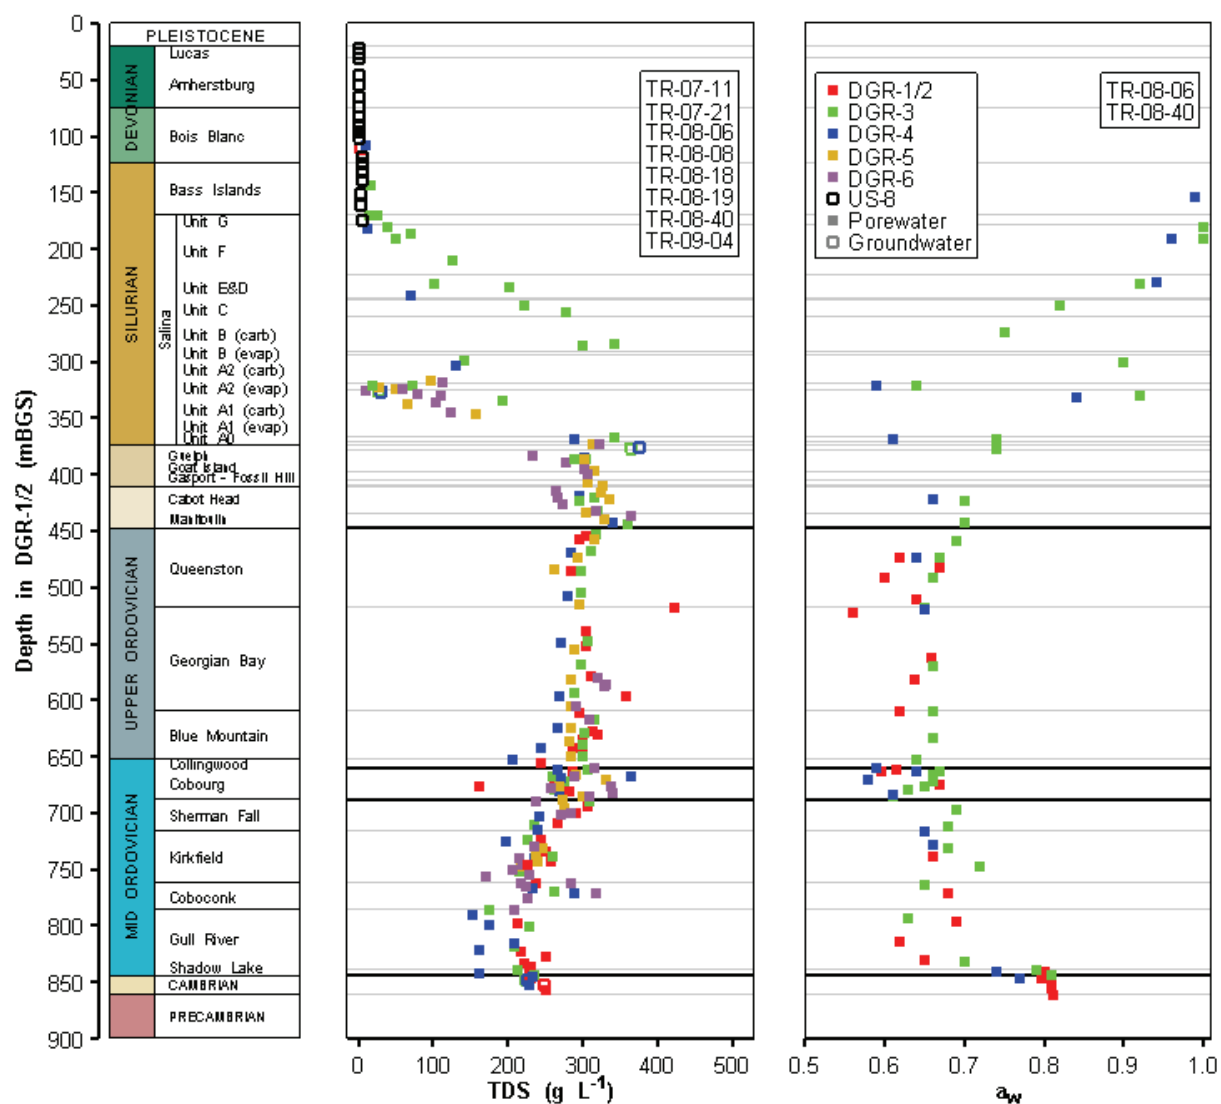 Depth in DGR-1/2 (mBGS)
0
50
100
150
200
250
300
350
400
450
500
550
600
650
700
750
800
850
900
PLEISTOCENE
DEVONIAN
Lucas
Amherstburg
Bois Blanc
SILURIAN
Bass Islands
Salina
Unit G
Unit F
Unit E&D
Unit C
Unit B (carb)
Unit B (evap)
Unit A2 (carb)
Unit A2 (evap)
Unit A1 (carb)
Unit A1 (evap)
Unit A0
Guelph
Goat Island
Gasport - Fossil Hill
Cabot Head
Manitoulin
UPPER ORDOVICIAN
Queenston
Georgian Bay
Blue Mountain
MID ORDOVICIAN
Collingwood
Cobourg
Sherman Fall
Kirkfield
Coboconk
Gull River
Shadow Lake
CAMBRIAN
PRECAMBRIAN
TR-07-11
TR-07-21
TR-08-06
TR-08-08
TR-08-18
TR-08-19
TR-08-40
TR-09-04
0 100 200 300 400 500
TDS (g L-1)
DGR-1/2
DGR-3
DGR-4
DGR-5
DGR-6
US-8
Porewater
Groundwater
TR-08-06
TR-08-40
0.5 0.6 0.7 0.8 0.9 1.0
aw